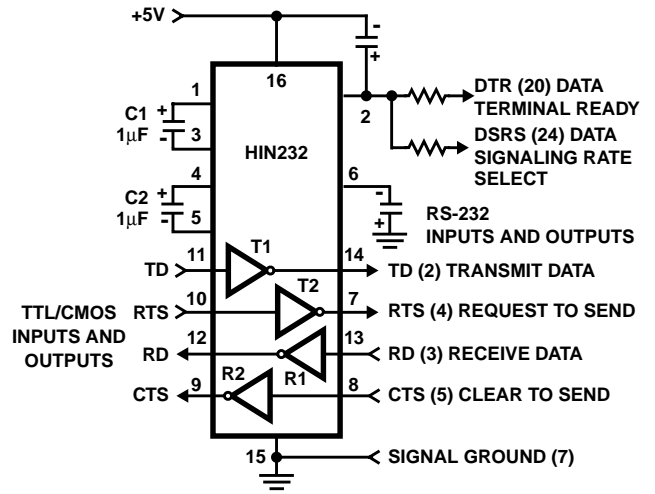 +5V
-
+
16
1
C1
+
1µF
-
3
HIN232
2
DTR (20) DATA
TERMINAL READY
DSRS (24) DATA
SIGNALING RATE
SELECT
4
C2
+
1µF
-
5
6
-
+
RS-232
INPUTS AND OUTPUTS
TD
11
T1
14
TD (2) TRANSMIT DATA
TTL/CMOS
INPUTS AND
OUTPUTS
RTS
10
T2
7
RTS (4) REQUEST TO SEND
RD
12
R1
13
RD (3) RECEIVE DATA
CTS
9
R2
8
CTS (5) CLEAR TO SEND
15
SIGNAL GROUND (7)